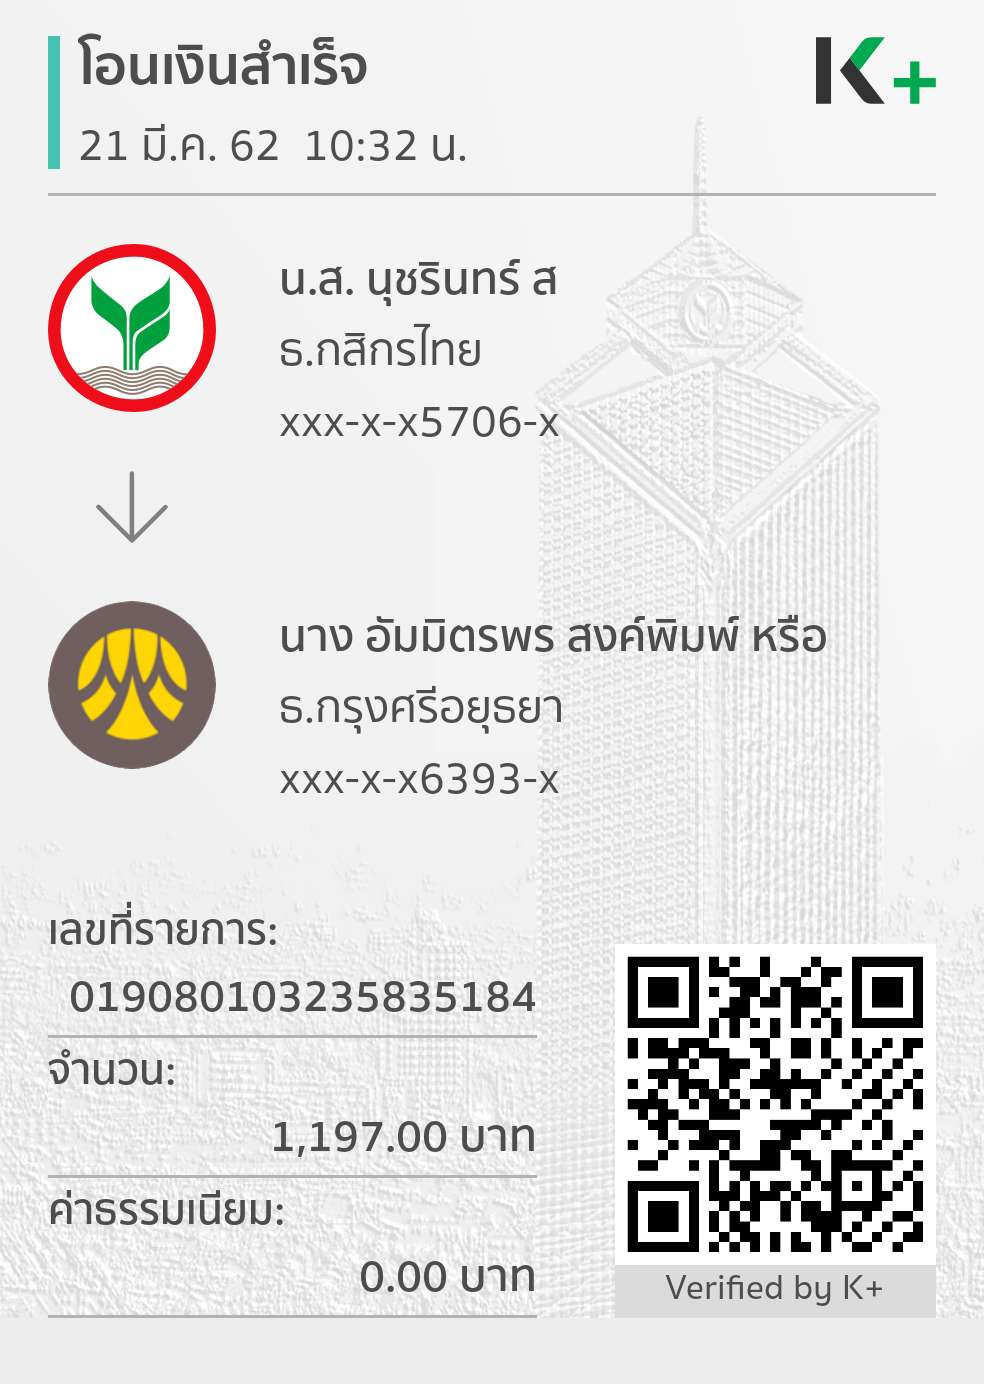 โอนเงินสำเร็จ
21 มี.ค. 62 10:32 น.
K+
น.ส. นุชรินทร์ ส
ธ.กสิกรไทย
xxx-x-x5706-x
นาง อัมมิตรพร สงค์พิมพ์ หรือ
ธ.กรุงศรีอยุธยา
xxx-x-x6393-x
เลขที่รายการ:
019080103235835184
จำนวน:
1,197.00 บาท
ค่าธรรมเนียม:
0.00 บาท
Verified by K+